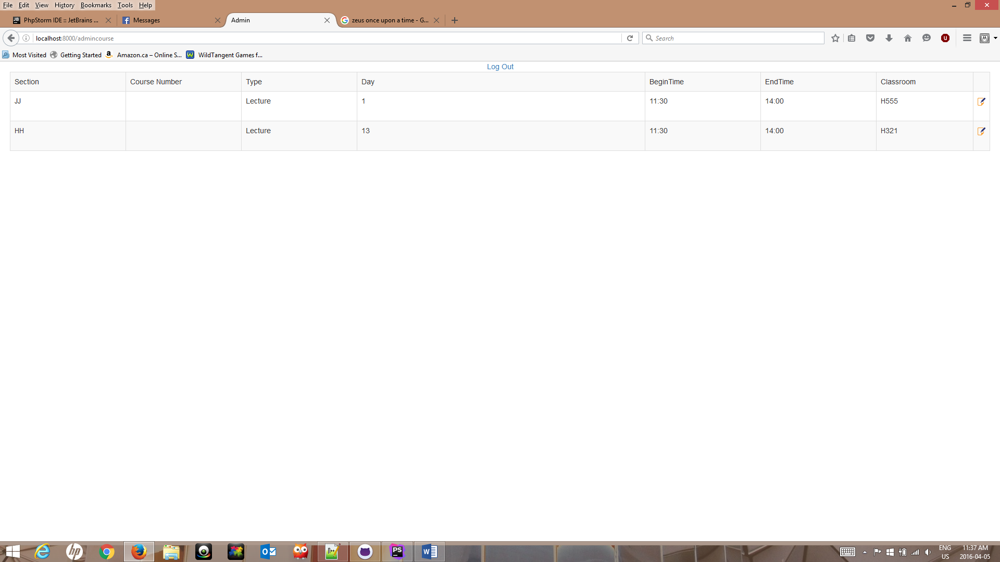 File Edit View History Bookmarks Tools Help
JB PhpStorm IDE :: JetBrains ... Messages Admin zeus once upon a time - G...
localhost:8000/admincourse Search
Most Visited Getting Started Amazon.ca – Online S... WildTangent Games f...
Log Out
Section Course Number Type Day BeginTime EndTime Classroom
JJ Lecture 1 11:30 14:00 H555
HH Lecture 13 11:30 14:00 H321
ENG 11:37 AM
US 2016-04-05